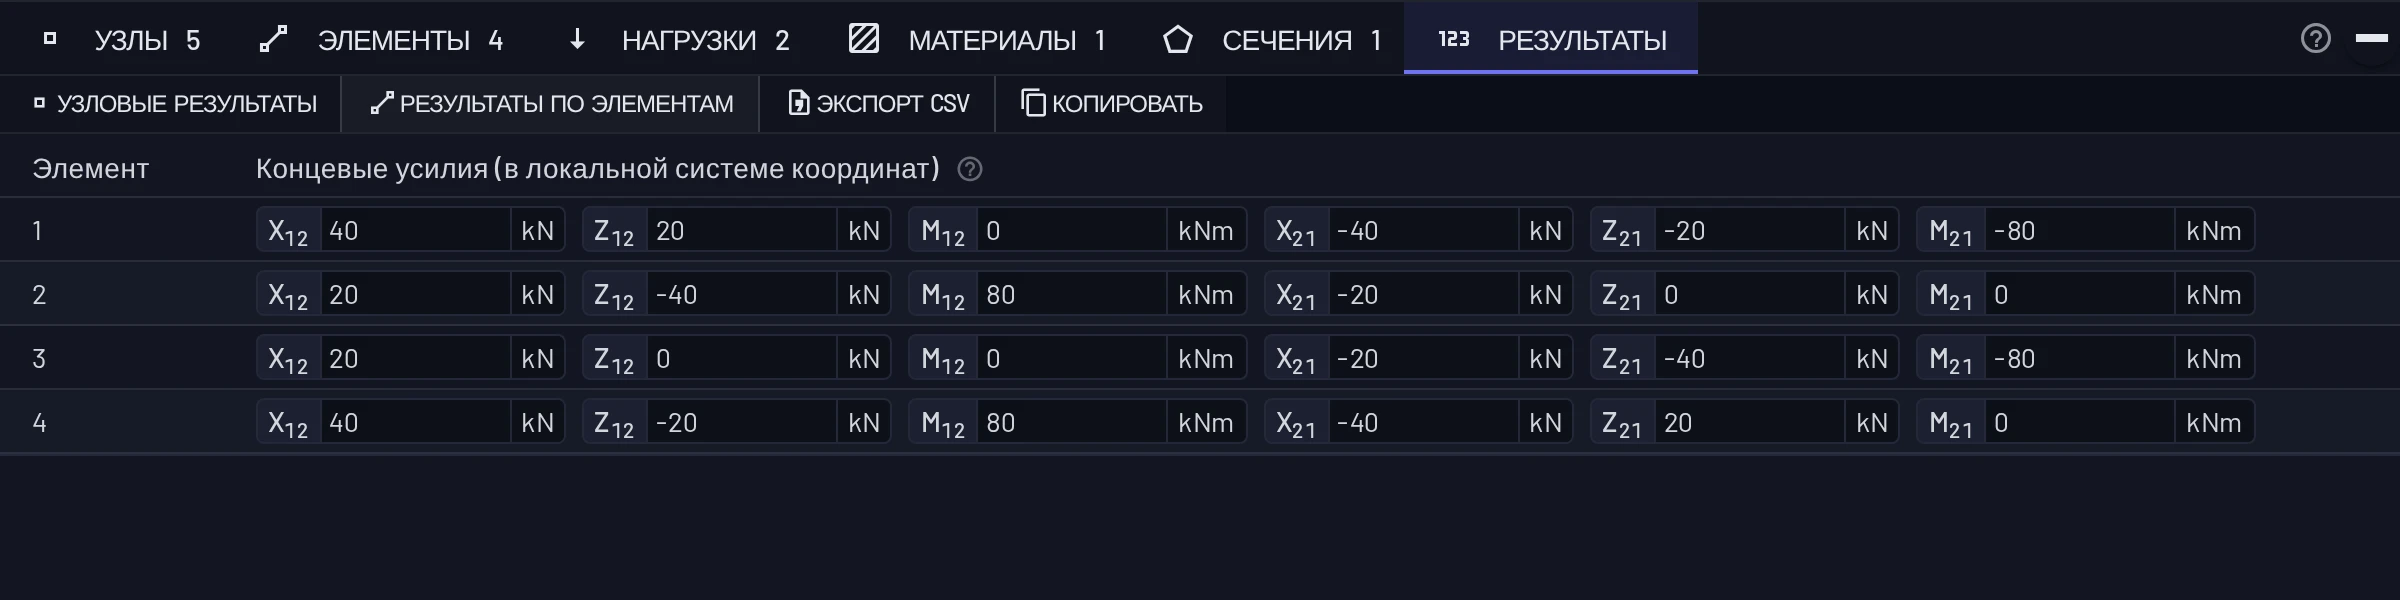 УЗЛЫ 5 ЭЛЕМЕНТЫ 4 НАГРУЗКИ 2 МАТЕРИАЛЫ 1 СЕЧЕНИЯ 1 123 РЕЗУЛЬТАТЫ ?
УЗЛОВЫЕ РЕЗУЛЬТАТЫ РЕЗУЛЬТАТЫ ПО ЭЛЕМЕНТАМ ЭКСПОРТ CSV КОПИРОВАТЬ
Элемент Концевые усилия (в локальной системе координат) ?
1 X₁₂ 40 kN Z₁₂ 20 kN M₁₂ 0 kNm X₂₁ -40 kN Z₂₁ -20 kN M₂₁ -80 kNm
2 X₁₂ 20 kN Z₁₂ -40 kN M₁₂ 80 kNm X₂₁ -20 kN Z₂₁ 0 kN M₂₁ 0 kNm
3 X₁₂ 20 kN Z₁₂ 0 kN M₁₂ 0 kNm X₂₁ -20 kN Z₂₁ -40 kN M₂₁ -80 kNm
4 X₁₂ 40 kN Z₁₂ -20 kN M₁₂ 80 kNm X₂₁ -40 kN Z₂₁ 20 kN M₂₁ 0 kNm